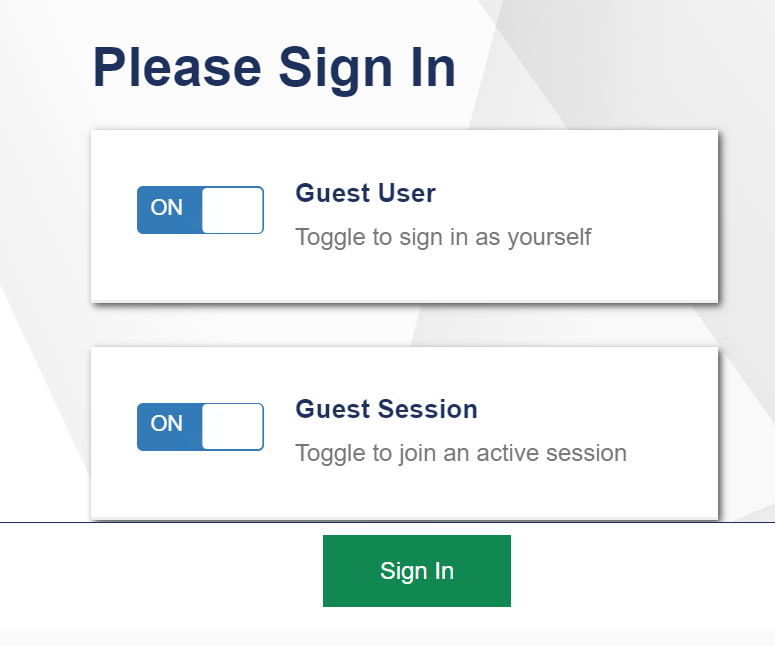 Please Sign In
ON
Guest User
Toggle to sign in as yourself
ON
Guest Session
Toggle to join an active session
Sign In